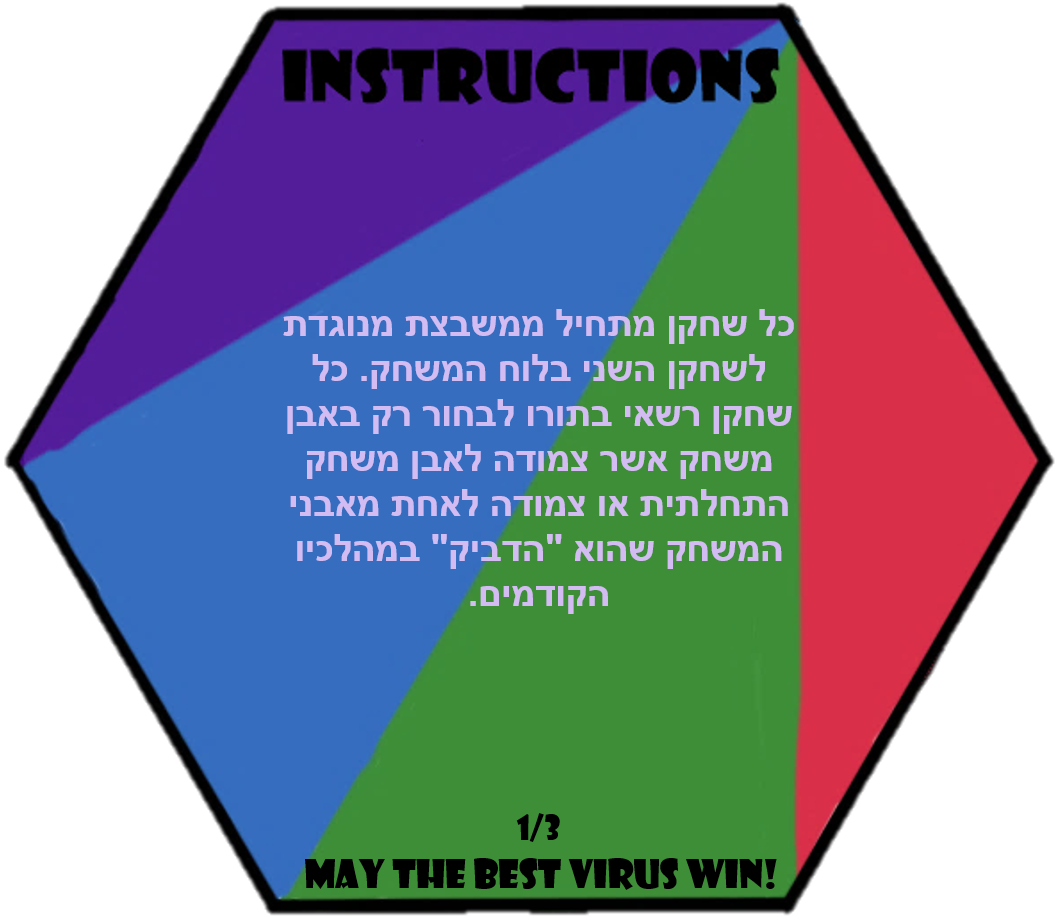 INSTRUCTIONS
כל שחקן מתחיל ממשבצת מנוגדת
לשחקן השני בלוח המשחק. כל
שחקן רשאי בתורו לבחור רק באבן
משחק אשר צמודה לאבן משחק
התחלתית או צמודה לאחת מאבני
המשחק שהוא "הדביק" במהלכיו
הקודמים.
1/3
MAY THE BEST VIRUS WIN!